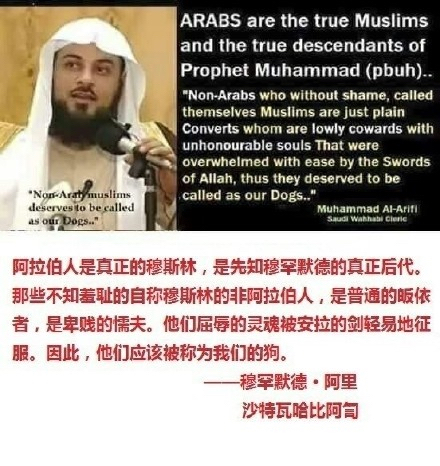 ARABS are the true Muslims
and the true descendants of
Prophet Muhammad (pbuh)..
"Non-Arabs who without shame, called
themselves Muslims are just plain
Converts whom are lowly cowards with
unhonourable souls That were
overwhelmed with ease by the Swords
of Allah, thus they deserved to be
called as our Dogs.."
Muhammad Al-Arifi
Saudi Wahhabi Cleric
"Non-Arab muslims
deserves to be called
as our Dogs.."
阿拉伯人是真正的穆斯林，是先知穆罕默德的真正后代。
那些不知羞耻的自称穆斯林的非阿拉伯人，是普通的皈依
者，是卑贱的懦夫。他们屈辱的灵魂被安拉的剑轻易地征
服。因此，他们应该被称为我们的狗。
——穆罕默德·阿里
沙特瓦哈比阿訇